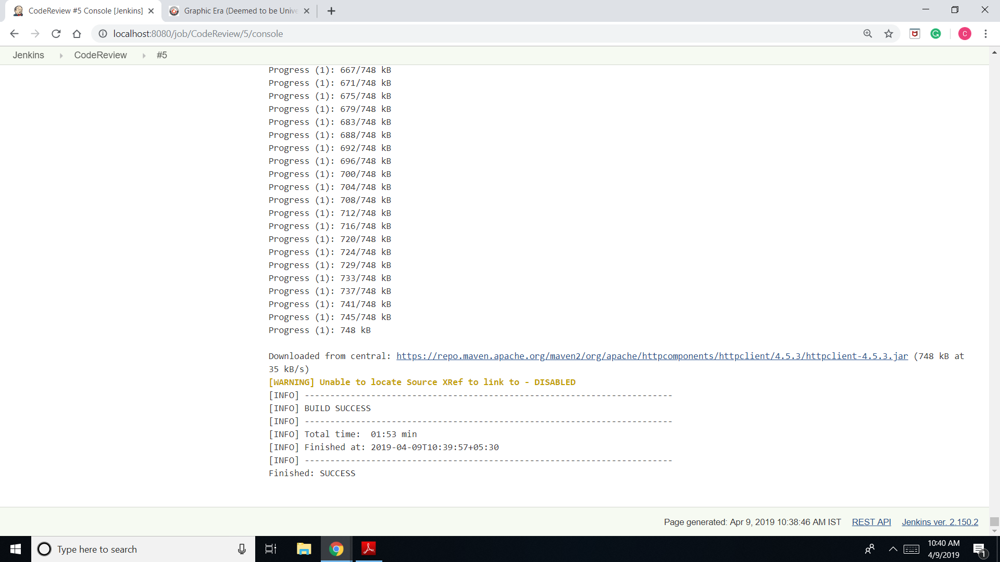 CodeReview #5 Console [Jenkins]
Graphic Era (Deemed to be Unive
localhost:8080/job/CodeReview/5/console
C
Jenkins CodeReview #5
Progress (1): 667/748 kB
Progress (1): 671/748 kB
Progress (1): 675/748 kB
Progress (1): 679/748 kB
Progress (1): 683/748 kB
Progress (1): 688/748 kB
Progress (1): 692/748 kB
Progress (1): 696/748 kB
Progress (1): 700/748 kB
Progress (1): 704/748 kB
Progress (1): 708/748 kB
Progress (1): 712/748 kB
Progress (1): 716/748 kB
Progress (1): 720/748 kB
Progress (1): 724/748 kB
Progress (1): 729/748 kB
Progress (1): 733/748 kB
Progress (1): 737/748 kB
Progress (1): 741/748 kB
Progress (1): 745/748 kB
Progress (1): 748 kB
Downloaded from central: https://repo.maven.apache.org/maven2/org/apache/httpcomponents/httpclient/4.5.3/httpclient-4.5.3.jar (748 kB at
35 kB/s)
[WARNING] Unable to locate Source XRef to link to - DISABLED
[INFO] ------------------------------------------------------------------------
[INFO] BUILD SUCCESS
[INFO] ------------------------------------------------------------------------
[INFO] Total time:  01:53 min
[INFO] Finished at: 2019-04-09T10:39:57+05:30
[INFO] ------------------------------------------------------------------------
Finished: SUCCESS
Page generated: Apr 9, 2019 10:38:46 AM IST REST API Jenkins ver. 2.150.2
Type here to search
10:40 AM
4/9/2019
1